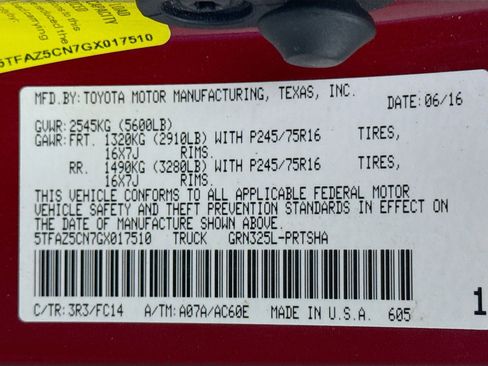 LOAD
CAPACITY
5TFAZ5CN7GX017510
MFD.BY:TOYOTA MOTOR MANUFACTURING, TEXAS, INC.
DATE: 06/16
GVWR:2545KG (5600LB)
GAWR:FRT. 1320KG (2910LB) WITH P245/75R16 TIRES,
16X7J RIMS.
RR. 1490KG (3280LB) WITH P245/75R16 TIRES,
16X7J RIMS.
THIS VEHICLE CONFORMS TO ALL APPLICABLE FEDERAL MOTOR
VEHICLE SAFETY AND THEFT PREVENTION STANDARDS IN EFFECT ON
THE DATE OF MANUFACTURE SHOWN ABOVE.
5TFAZ5CN7GX017510 TRUCK GRN325L-PRTSHA
C/TR:3R3/FC14 A/TM:A07A/AC60E MADE IN U.S.A. 605
1